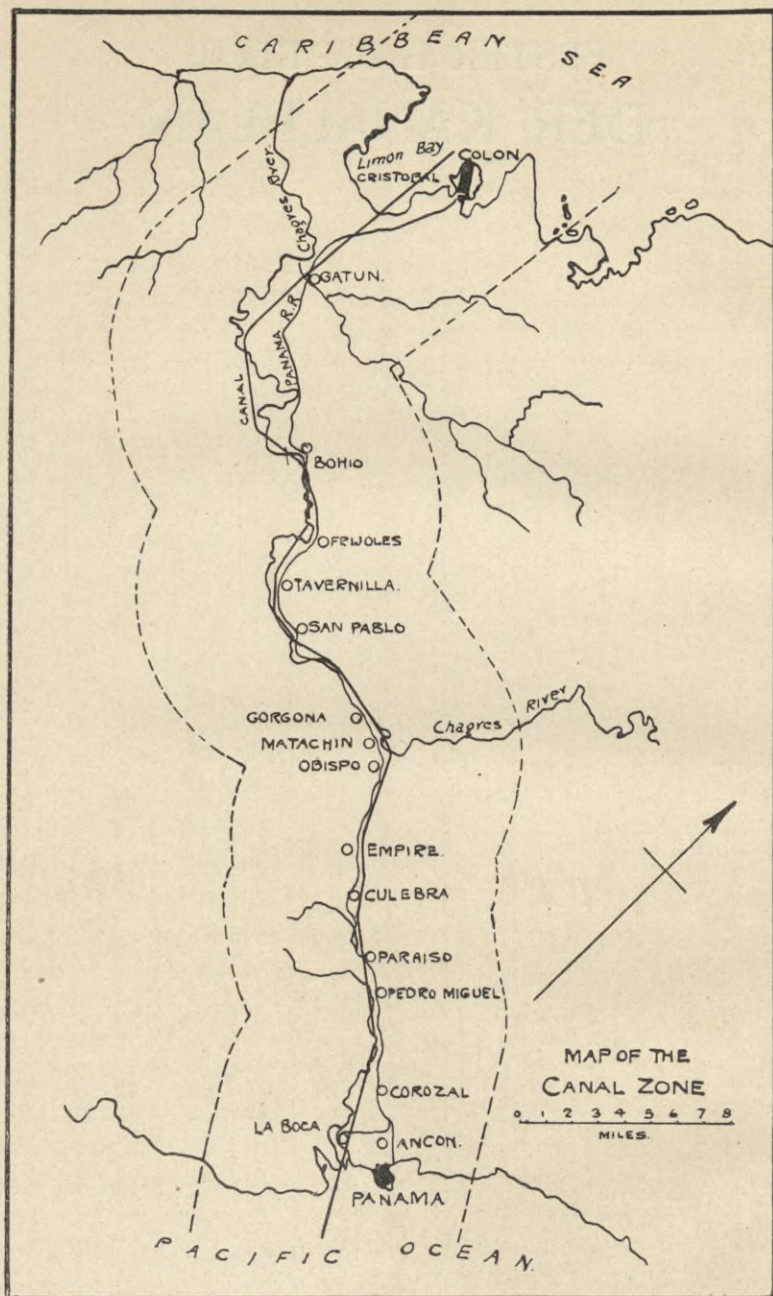 CARIBBEAN SEA
Limon Bay
COLON
CRISTOBAL
Chagres River
GATUN.
PANAMA R.R.
CANAL
BOHIO
FRIJOLES
TAVERNILLA.
SAN PABLO
GORGONA
Chagres River
MATACHIN
OBISPO
EMPIRE.
CULEBRA
PARAISO
PEDRO MIGUEL
MAP OF THE
CANAL ZONE
0 1 2 3 4 5 6 7 8
MILES.
COROZAL
LA BOCA
ANCON.
PANAMA
PACIFIC OCEAN.